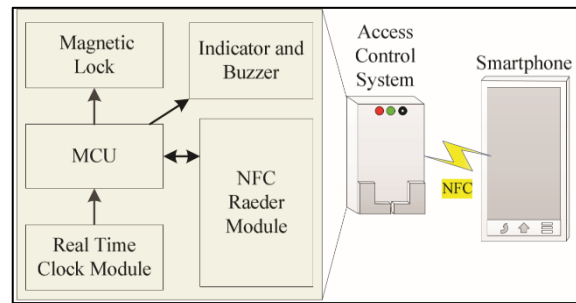 Magnetic
Lock
Indicator and
Buzzer
MCU
NFC
Raeder
Module
Real Time
Clock Module
Access
Control
System
Smartphone
NFC